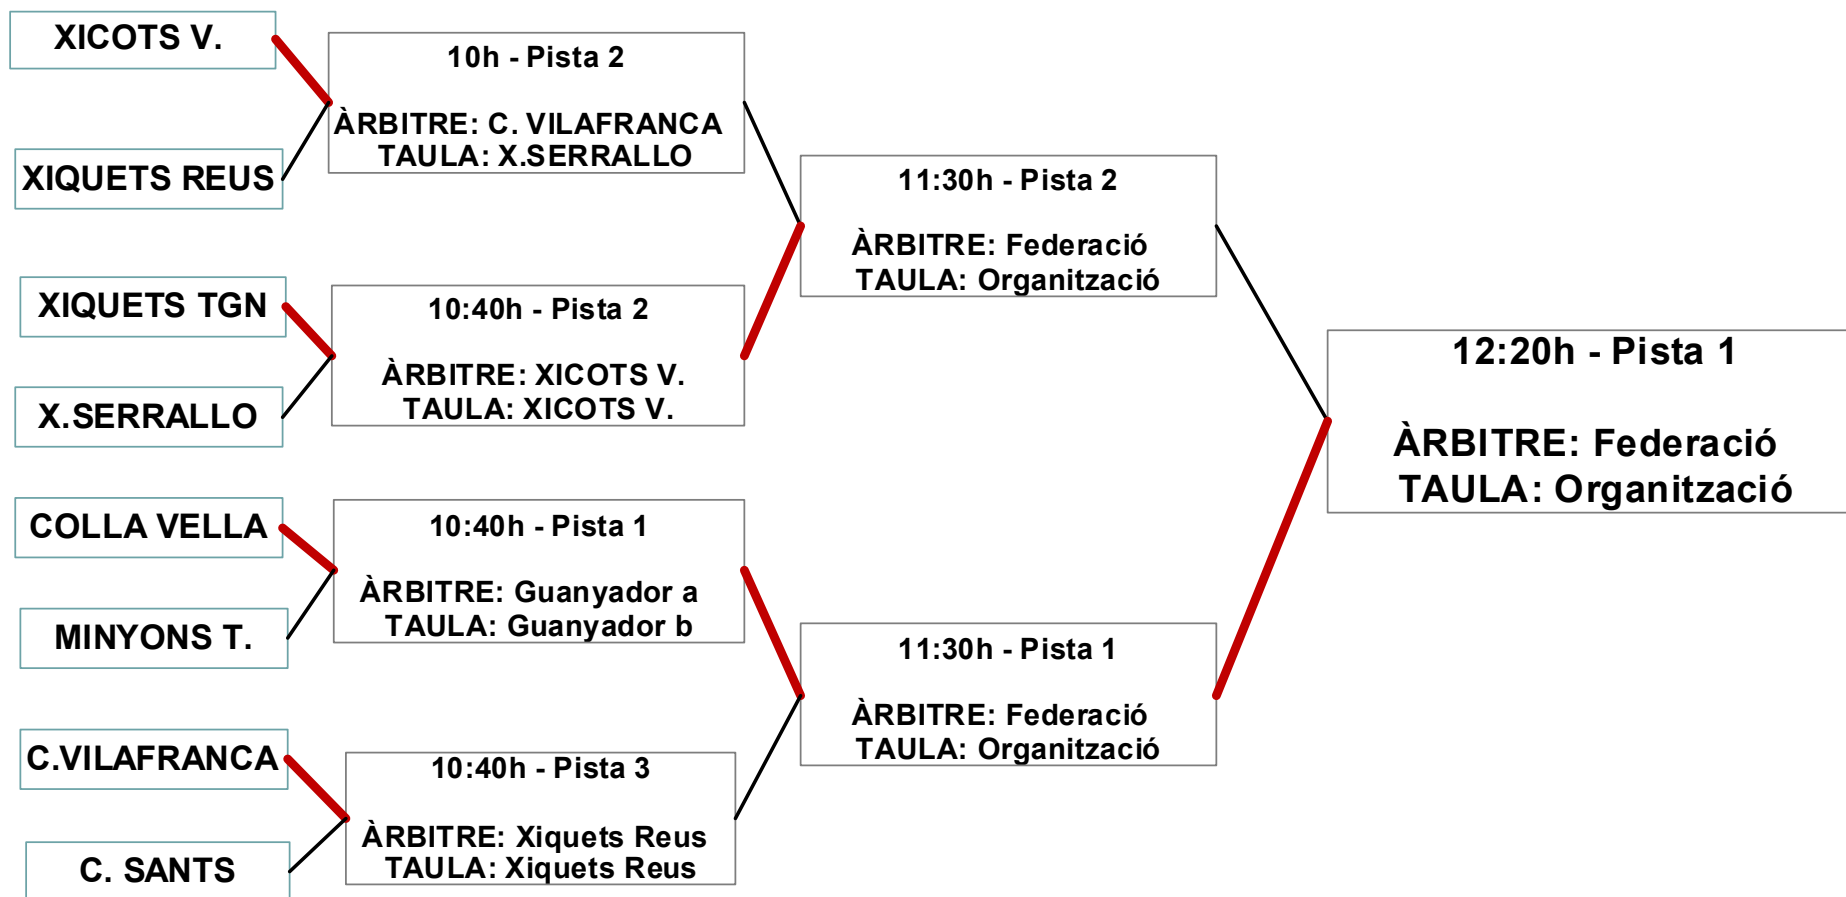 XICOTS V.
10h - Pista 2
ÀRBITRE: C. VILAFRANCA
TAULA: X.SERRALLO
XIQUETS REUS
11:30h - Pista 2
ÀRBITRE: Federació
TAULA: Organització
XIQUETS TGN
10:40h - Pista 2
ÀRBITRE: XICOTS V.
TAULA: XICOTS V.
X.SERRALLO
12:20h - Pista 1
ÀRBITRE: Federació
TAULA: Organització
COLLA VELLA
10:40h - Pista 1
ÀRBITRE: Guanyador a
TAULA: Guanyador b
MINYONS T.
11:30h - Pista 1
ÀRBITRE: Federació
TAULA: Organització
C.VILAFRANCA
10:40h - Pista 3
ÀRBITRE: Xiquets Reus
TAULA: Xiquets Reus
C. SANTS